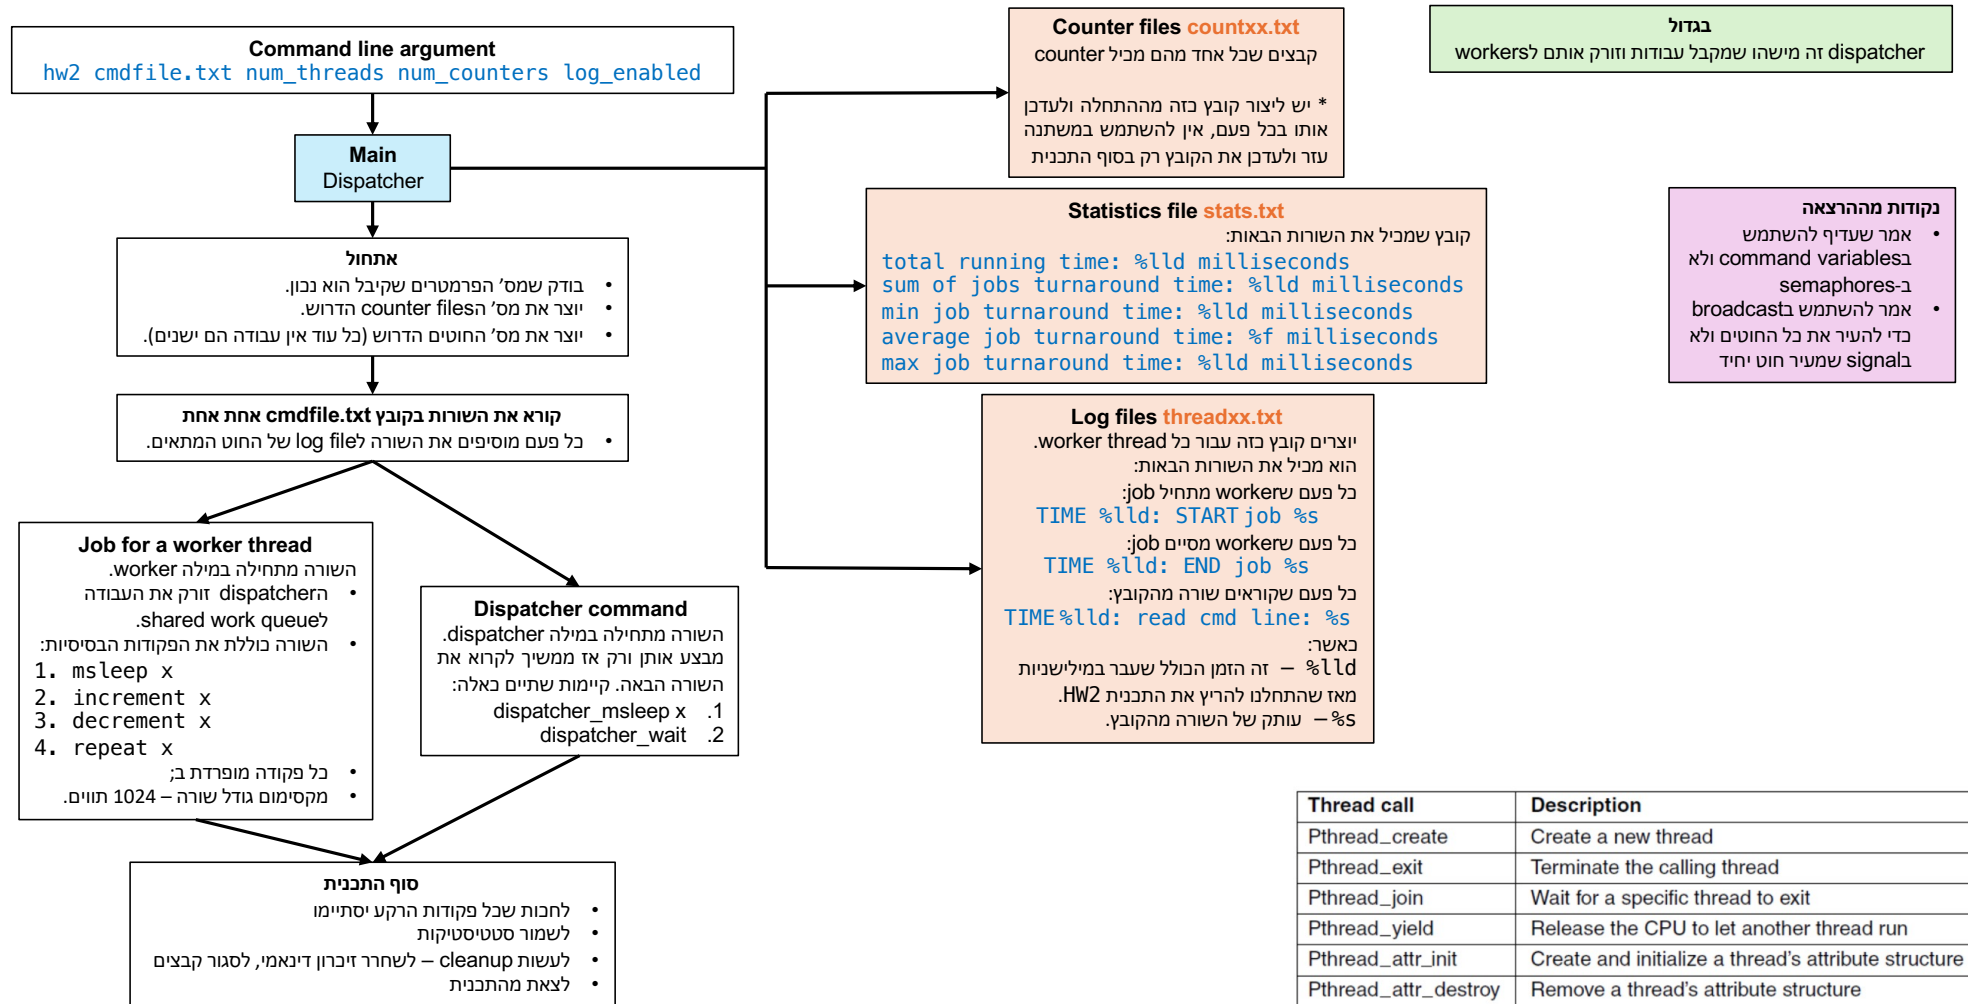 Command line argument
hw2 cmdfile.txt num_threads num_counters log_enabled
Main
Dispatcher
אתחול
• בודק שמס' הפרמטרים שקיבל הוא נכון.
• יוצר את מס' הcounter files הדרוש.
• יוצר את מס' החוטים הדרוש (כל עוד אין עבודה הם ישנים).
קורא את השורות בקובץ cmdfile.txt אחת אחת
• כל פעם מוסיפים את השורה לlog file של החוט המתאים.
Job for a worker thread
השורה מתחילה במילה worker.
• הdispatcher זורק את העבודה
לshared work queue.
• השורה כוללת את הפקודות הבסיסיות:
1. msleep x
2. increment x
3. decrement x
4. repeat x
• כל פקודה מופרדת ב;
• מקסימום גודל שורה – 1024 תווים.
Dispatcher command
השורה מתחילה במילה dispatcher.
מבצע אותן ורק אז ממשיך לקרוא את
השורה הבאה. קיימות שתיים כאלה:
1. dispatcher_msleep x
2. dispatcher_wait
סוף התכנית
• לחכות שכל פקודות הרקע יסתיימו
• לשמור סטטיסטיקות
• לעשות cleanup – לשחרר זיכרון דינאמי, לסגור קבצים
• לצאת מהתכנית
Counter files countxx.txt
קבצים שכל אחד מהם מכיל counter
* יש ליצור קובץ כזה מההתחלה ולעדכן
אותו בכל פעם, אין להשתמש במשתנה
עזר ולעדכן את הקובץ רק בסוף התכנית
Statistics file stats.txt
קובץ שמכיל את השורות הבאות:
total running time: %lld milliseconds
sum of jobs turnaround time: %lld milliseconds
min job turnaround time: %lld milliseconds
average job turnaround time: %f milliseconds
max job turnaround time: %lld milliseconds
Log files threadxx.txt
יוצרים קובץ כזה עבור כל worker thread.
הוא מכיל את השורות הבאות:
כל פעם שworker מתחיל job:
TIME %lld: START job %s
כל פעם שworker מסיים job:
TIME %lld: END job %s
כל פעם שקוראים שורה מהקובץ:
TIME %lld: read cmd line: %s
כאשר:
%lld – זה הזמן הכולל שעבר במילישניות
מאז שהתחלנו להריץ את התכנית HW2.
%s – עותק של השורה מהקובץ.
בגדול
dispatcher זה מישהו שמקבל עבודות וזורק אותם לworkers
נקודות מההרצאה
• אמר שעדיף להשתמש
בcommand variables ולא
ב-semaphores
• אמר להשתמש בbroadcast
כדי להעיר את כל החוטים ולא
בsignal שמעיר חוט יחיד
Thread call Description
Pthread_create Create a new thread
Pthread_exit Terminate the calling thread
Pthread_join Wait for a specific thread to exit
Pthread_yield Release the CPU to let another thread run
Pthread_attr_init Create and initialize a thread's attribute structure
Pthread_attr_destroy Remove a thread's attribute structure